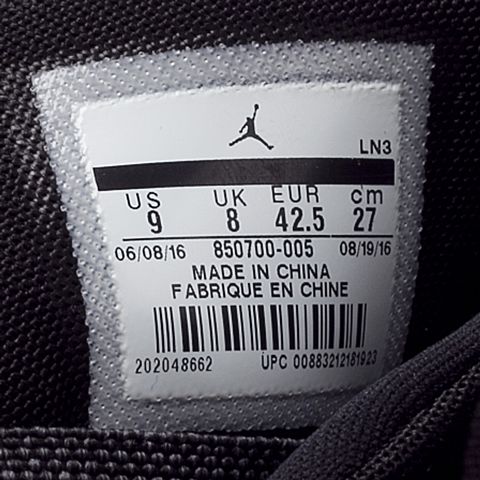 LN3
US UK EUR cm
9 8 42.5 27
06/08/16 850700-005 08/19/16
MADE IN CHINA
FABRIQUE EN CHINE
202048662 UPC 00883212181923